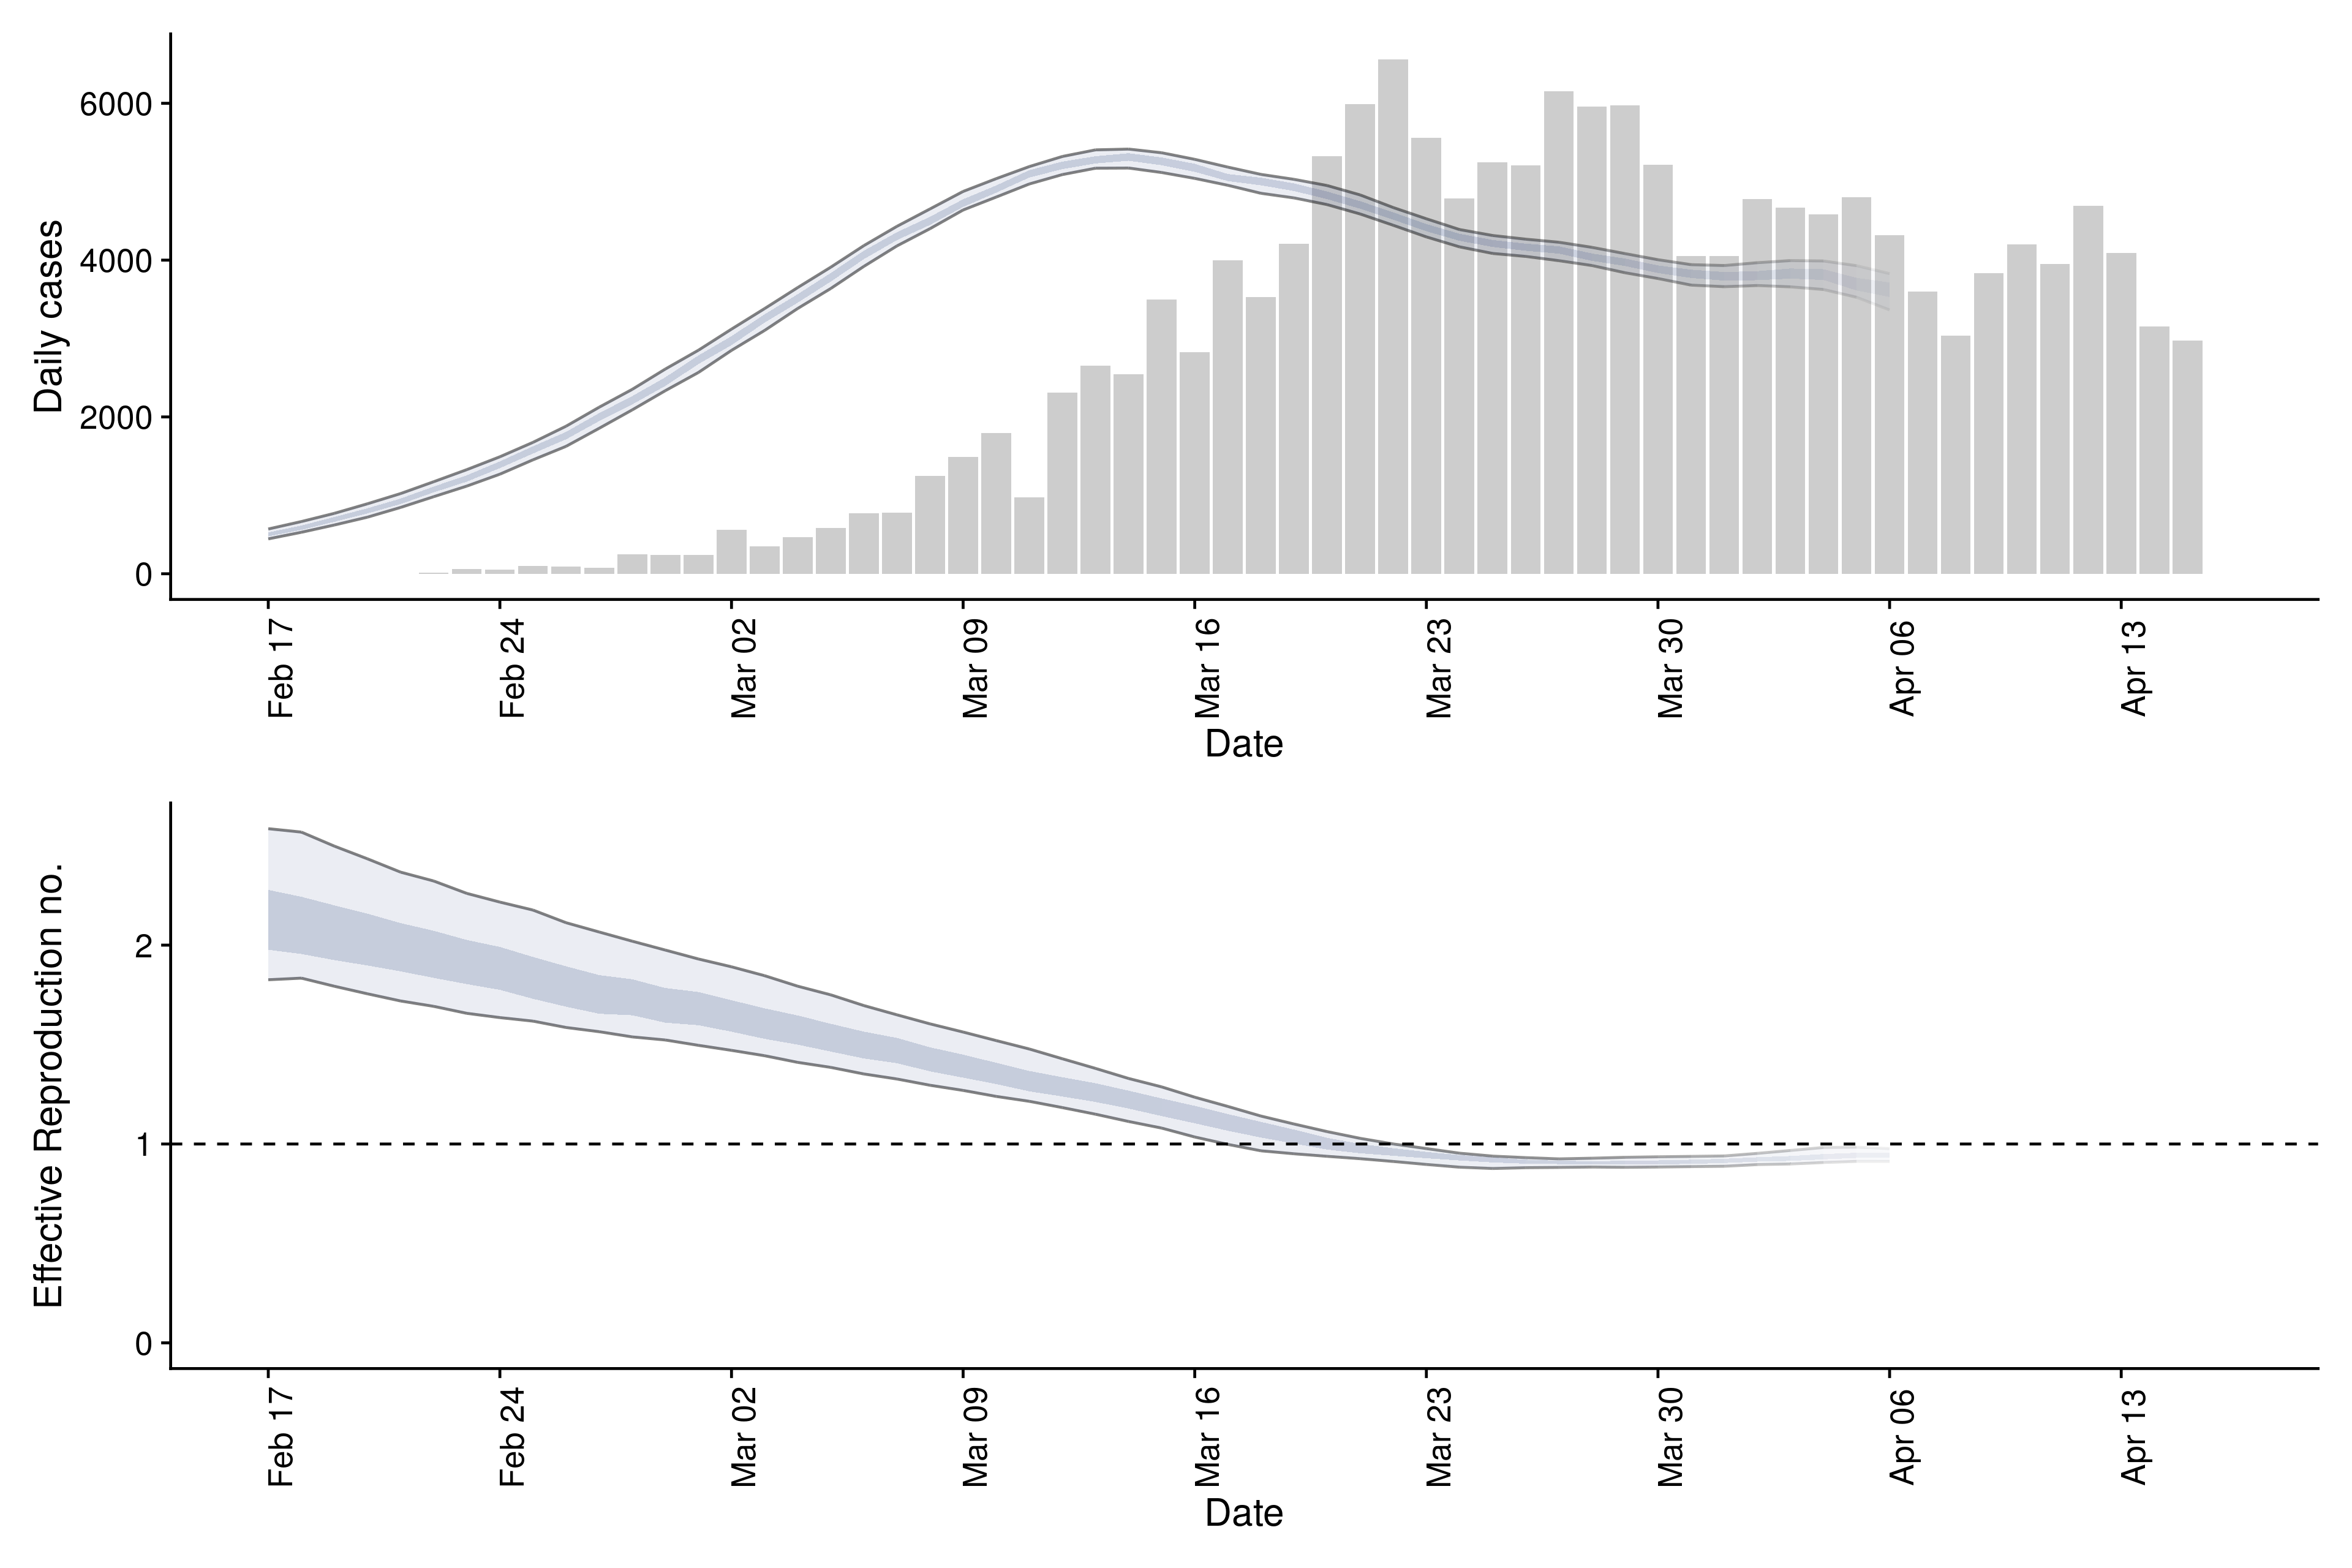 Daily cases
6000
4000
2000
0
Feb 17
Feb 24
Mar 02
Mar 09
Mar 16
Mar 23
Mar 30
Apr 06
Apr 13
Date
Effective Reproduction no.
2
1
0
Feb 17
Feb 24
Mar 02
Mar 09
Mar 16
Mar 23
Mar 30
Apr 06
Apr 13
Date